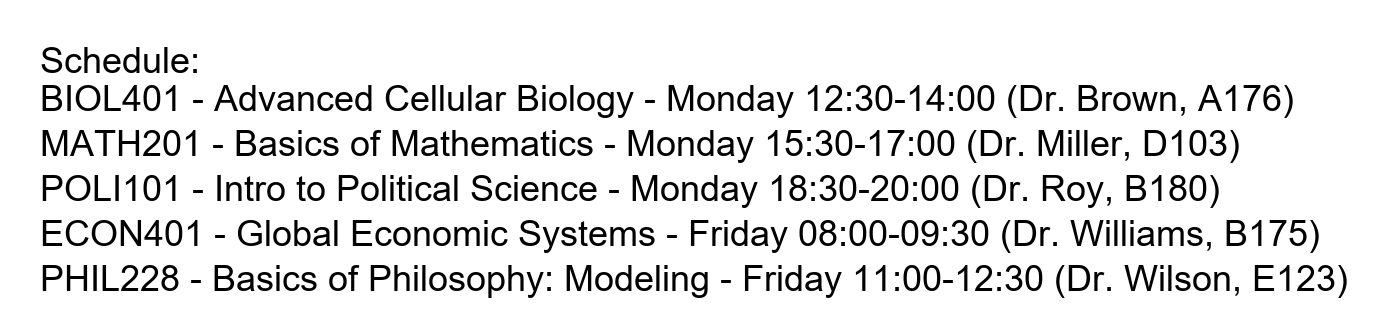 Schedule:
BIOL401 - Advanced Cellular Biology - Monday 12:30-14:00 (Dr. Brown, A176)
MATH201 - Basics of Mathematics - Monday 15:30-17:00 (Dr. Miller, D103)
POLI101 - Intro to Political Science - Monday 18:30-20:00 (Dr. Roy, B180)
ECON401 - Global Economic Systems - Friday 08:00-09:30 (Dr. Williams, B175)
PHIL228 - Basics of Philosophy: Modeling - Friday 11:00-12:30 (Dr. Wilson, E123)